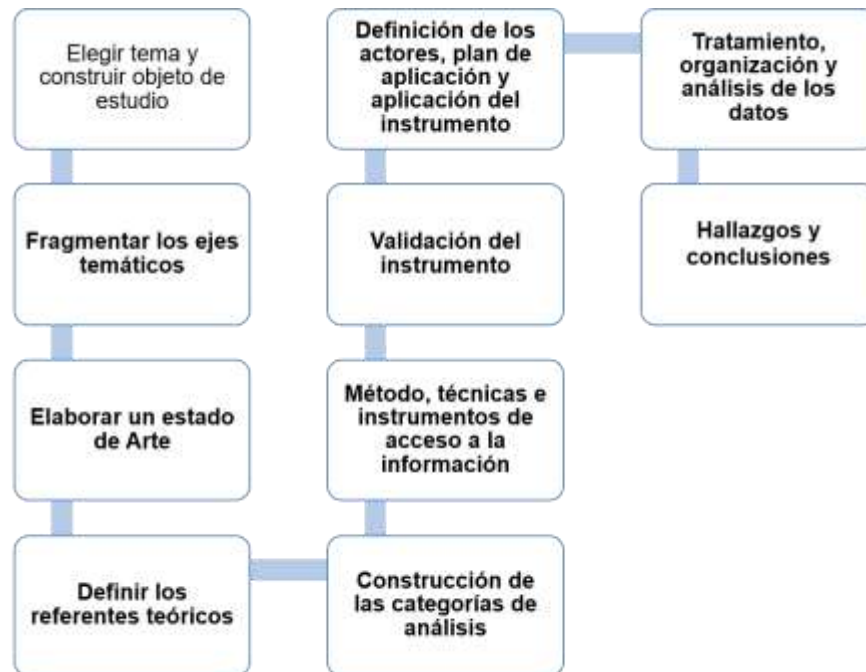 Elegir tema y
construir objeto de
estudio
Fragmentar los ejes
temáticos
Elaborar un estado
de Arte
Definir los
referentes teóricos
Construcción de
las categorías de
análisis
Método, técnicas e
instrumentos de
acceso a la
información
Validación del
instrumento
Definición de los
actores, plan de
aplicación y
aplicación del
instrumento
Tratamiento,
organización y
análisis de los
datos
Hallazgos y
conclusiones